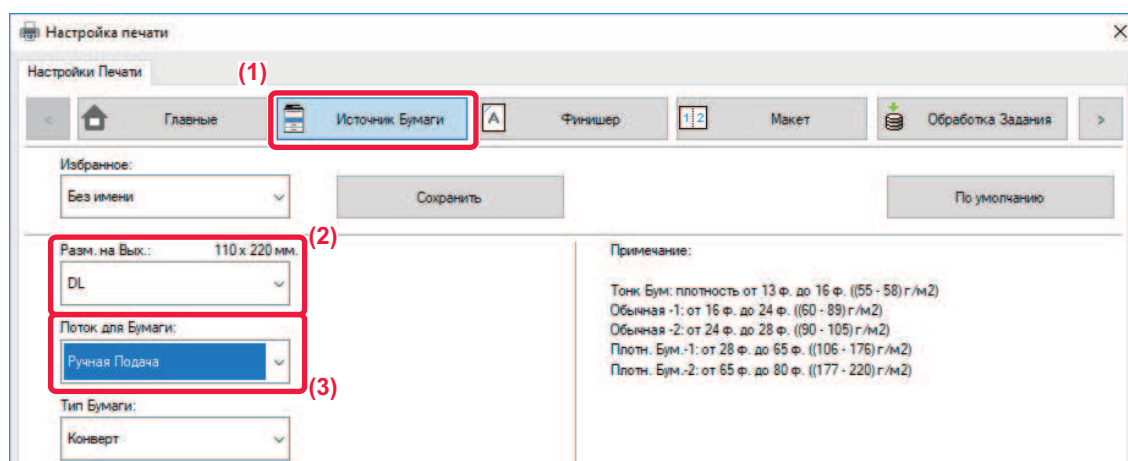 Настройка печати
Настройки Печати
(1)
< Главные Источник Бумаги A Финишер 1 2 Макет Обработка Задания >
Избранное:
Без имени Сохранить По умолчанию
(2)
Разм. на Вых.: 110 x 220 мм.
DL
Поток для Бумаги:
Ручная Подача
(3)
Тип Бумаги:
Конверт
Примечание:
Тонк Бум: плотность от 13 ф. до 16 ф. ((55 - 58) г/м2)
Обычная -1: от 16 ф. до 24 ф. ((60 - 89) г/м2)
Обычная -2: от 24 ф. до 28 ф. ((90 - 105) г/м2)
Плотн. Бум.-1: от 28 ф. до 65 ф. ((106 - 176) г/м2)
Плотн. Бум.-2: от 65 ф. до 80 ф. ((177 - 220) г/м2)